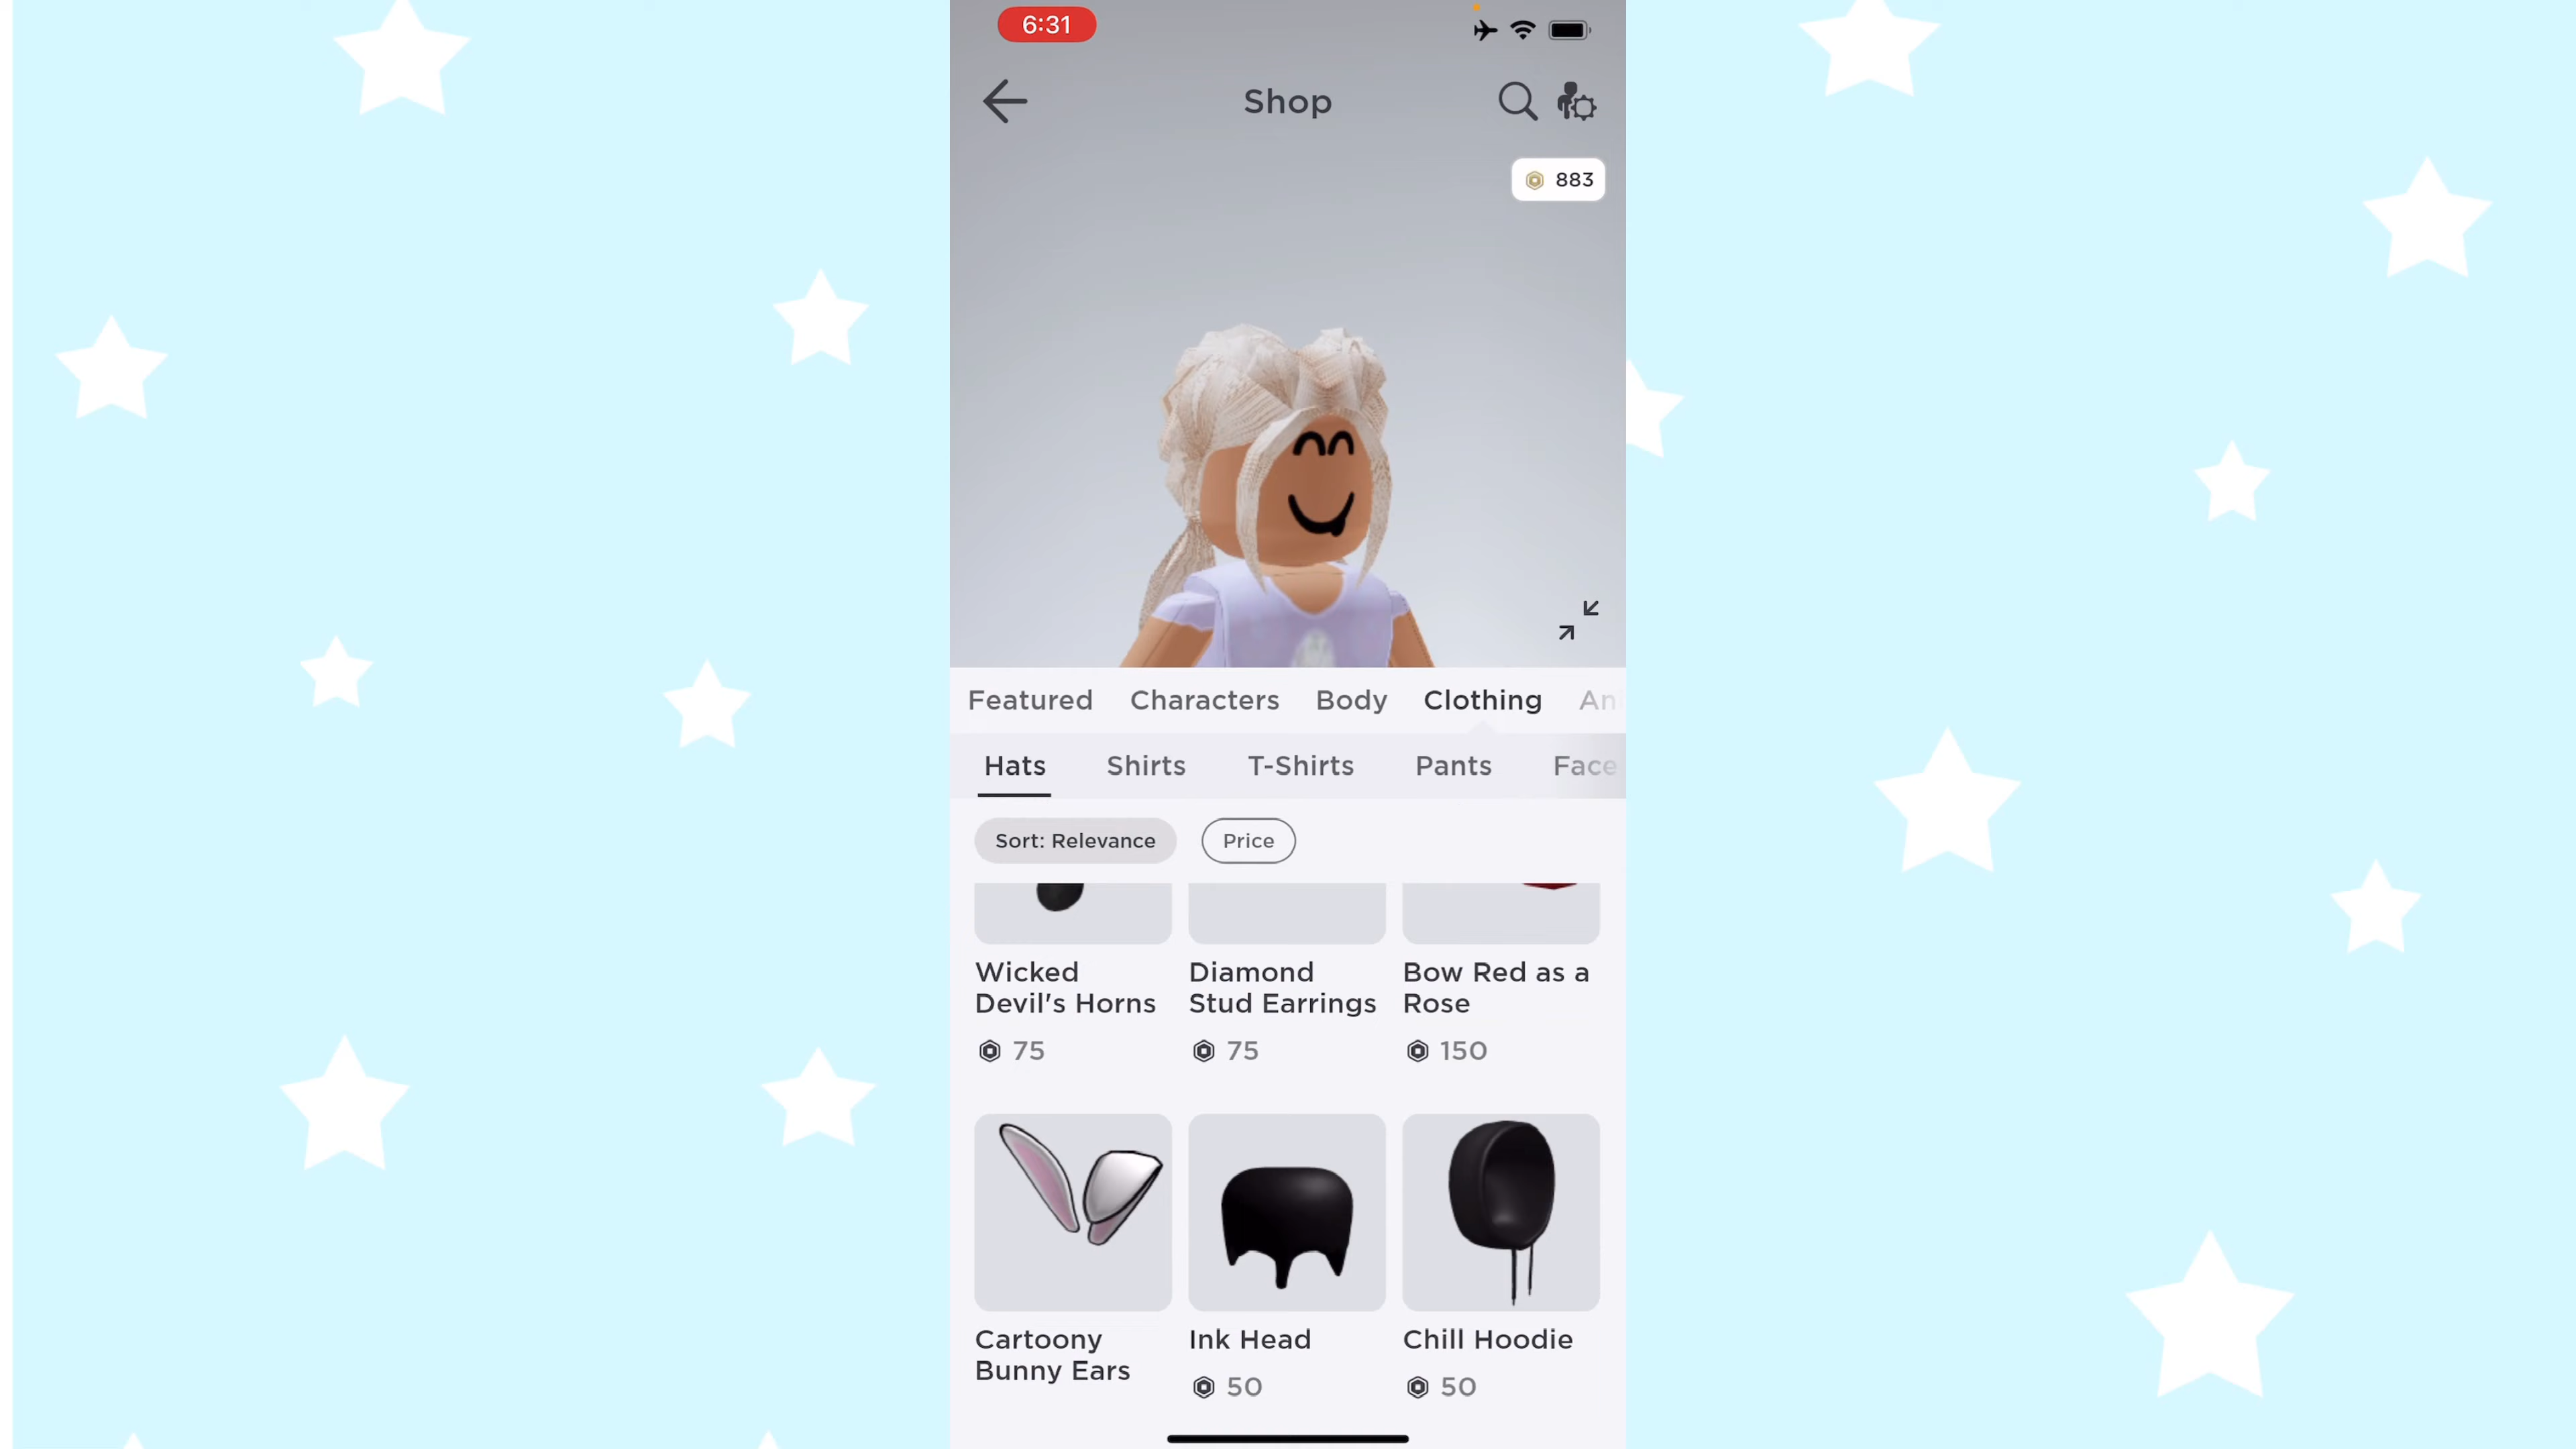 6:31
Shop
883
Featured Characters Body Clothing
Hats Shirts T-Shirts Pants Face
Sort: Relevance Price
Wicked
Devil's Horns
75
Diamond
Stud Earrings
75
Bow Red as a
Rose
150
Cartoony
Bunny Ears
Ink Head
50
Chill Hoodie
50